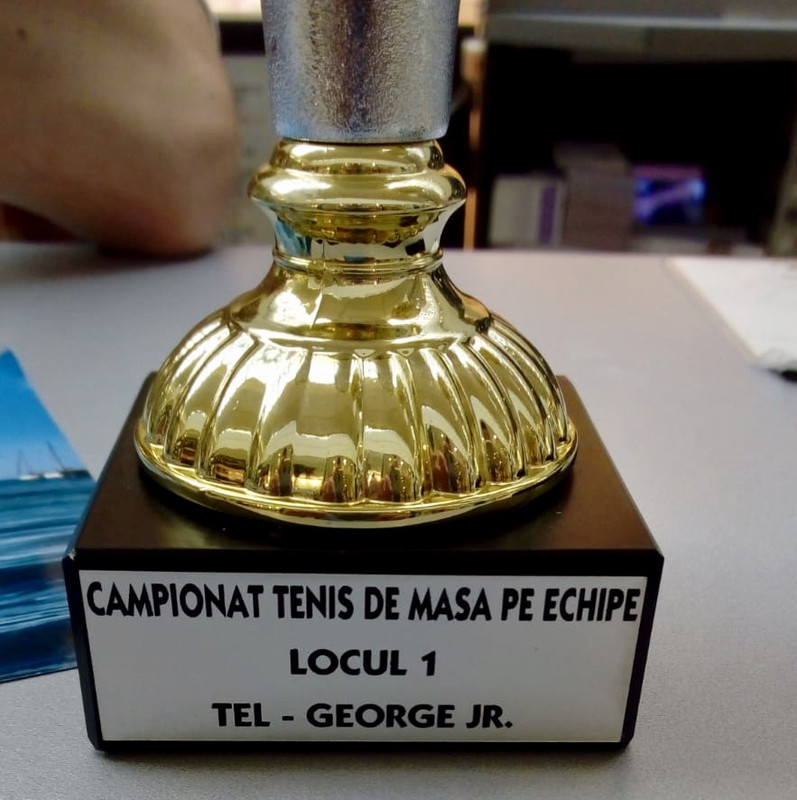 CAMPIONAT TENIS DE MASA PE ECHIPE
LOCUL 1
TEL - GEORGE JR.